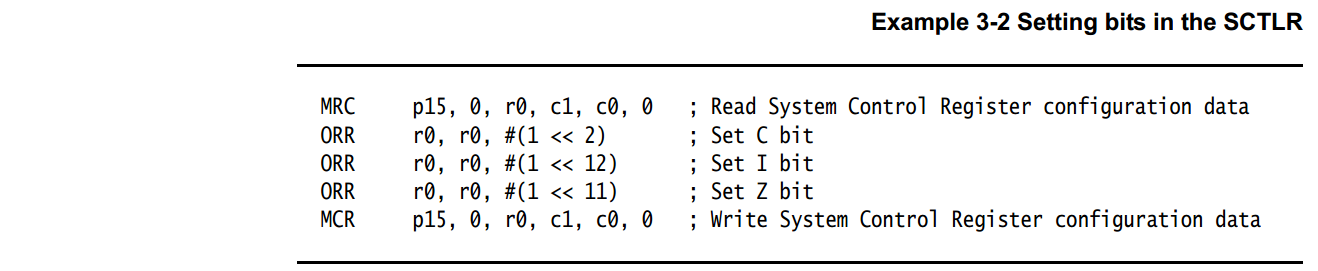 Example 3-2 Setting bits in the SCTLR
MRC p15, 0, r0, c1, c0, 0 ; Read System Control Register configuration data
ORR r0, r0, #(1 << 2) ; Set C bit
ORR r0, r0, #(1 << 12) ; Set I bit
ORR r0, r0, #(1 << 11) ; Set Z bit
MCR p15, 0, r0, c1, c0, 0 ; Write System Control Register configuration data